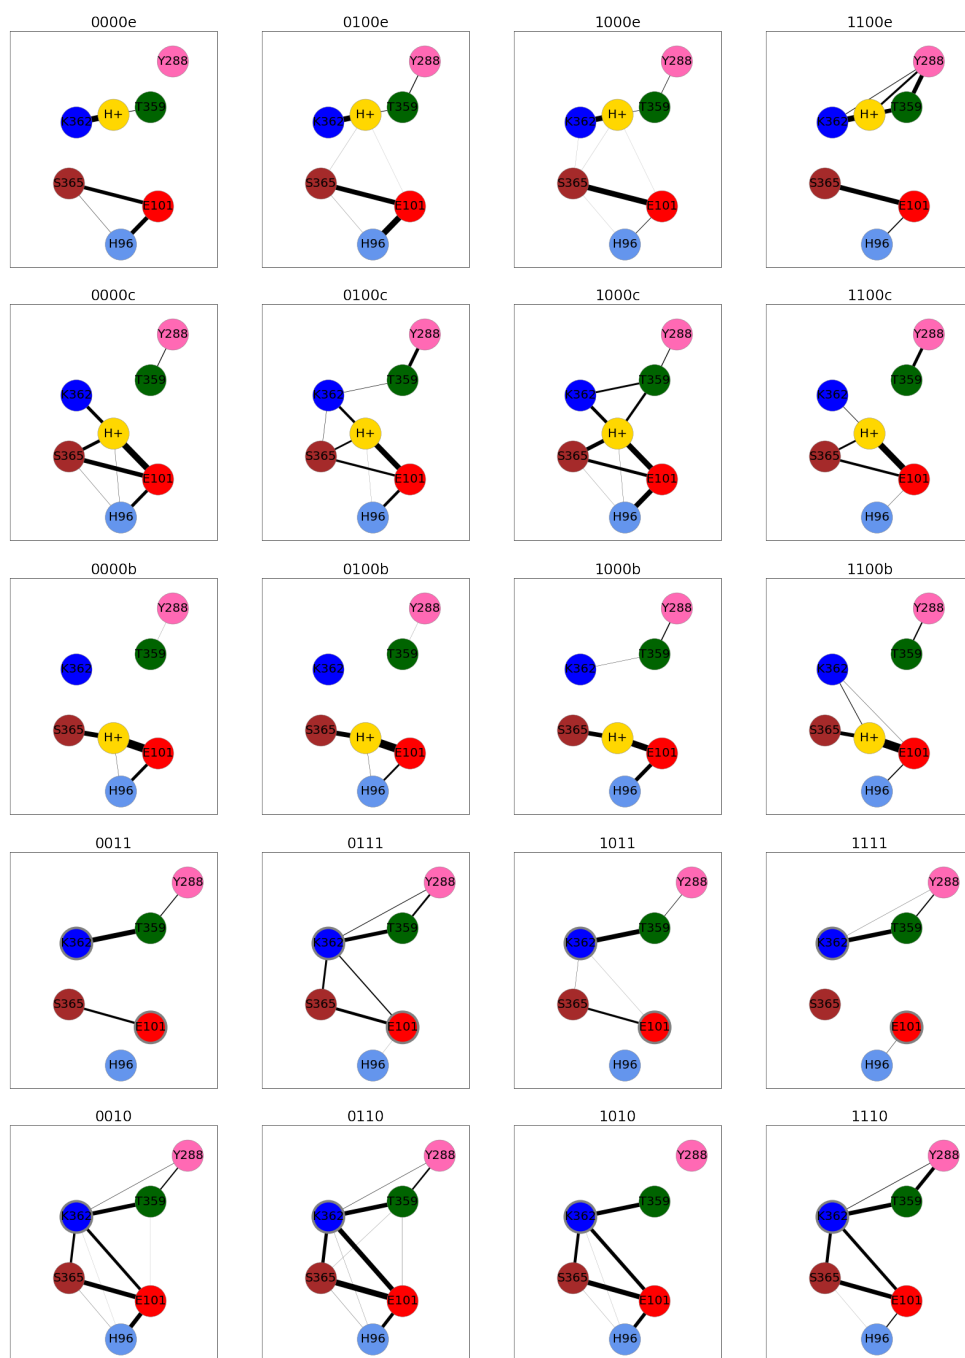 0000e 0100e 1000e 1100e
Y288 Y288 Y288 Y288
K362 H+ T359 K362 H+ T359 K362 H+ T359 K362 H+ T359
S365 S365 S365 S365
E101 E101 E101 E101
H96 H96 H96 H96
0000c 0100c 1000c 1100c
Y288 Y288 Y288 Y288
T359 T359 T359 T359
K362 K362 K362 K362
H+ H+ H+ H+
S365 S365 S365 S365
E101 E101 E101 E101
H96 H96 H96 H96
0000b 0100b 1000b 1100b
Y288 Y288 Y288 Y288
T359 T359 T359 T359
K362 K362 K362 K362
S365 H+ S365 H+ S365 H+ S365 H+
E101 E101 E101 E101
H96 H96 H96 H96
0011 0111 1011 1111
Y288 Y288 Y288 Y288
T359 T359 T359 T359
K362 K362 K362 K362
S365 S365 S365 S365
E101 E101 E101 E101
H96 H96 H96 H96
0010 0110 1010 1110
Y288 Y288 Y288 Y288
T359 T359 T359 T359
K362 K362 K362 K362
S365 S365 S365 S365
E101 E101 E101 E101
H96 H96 H96 H96